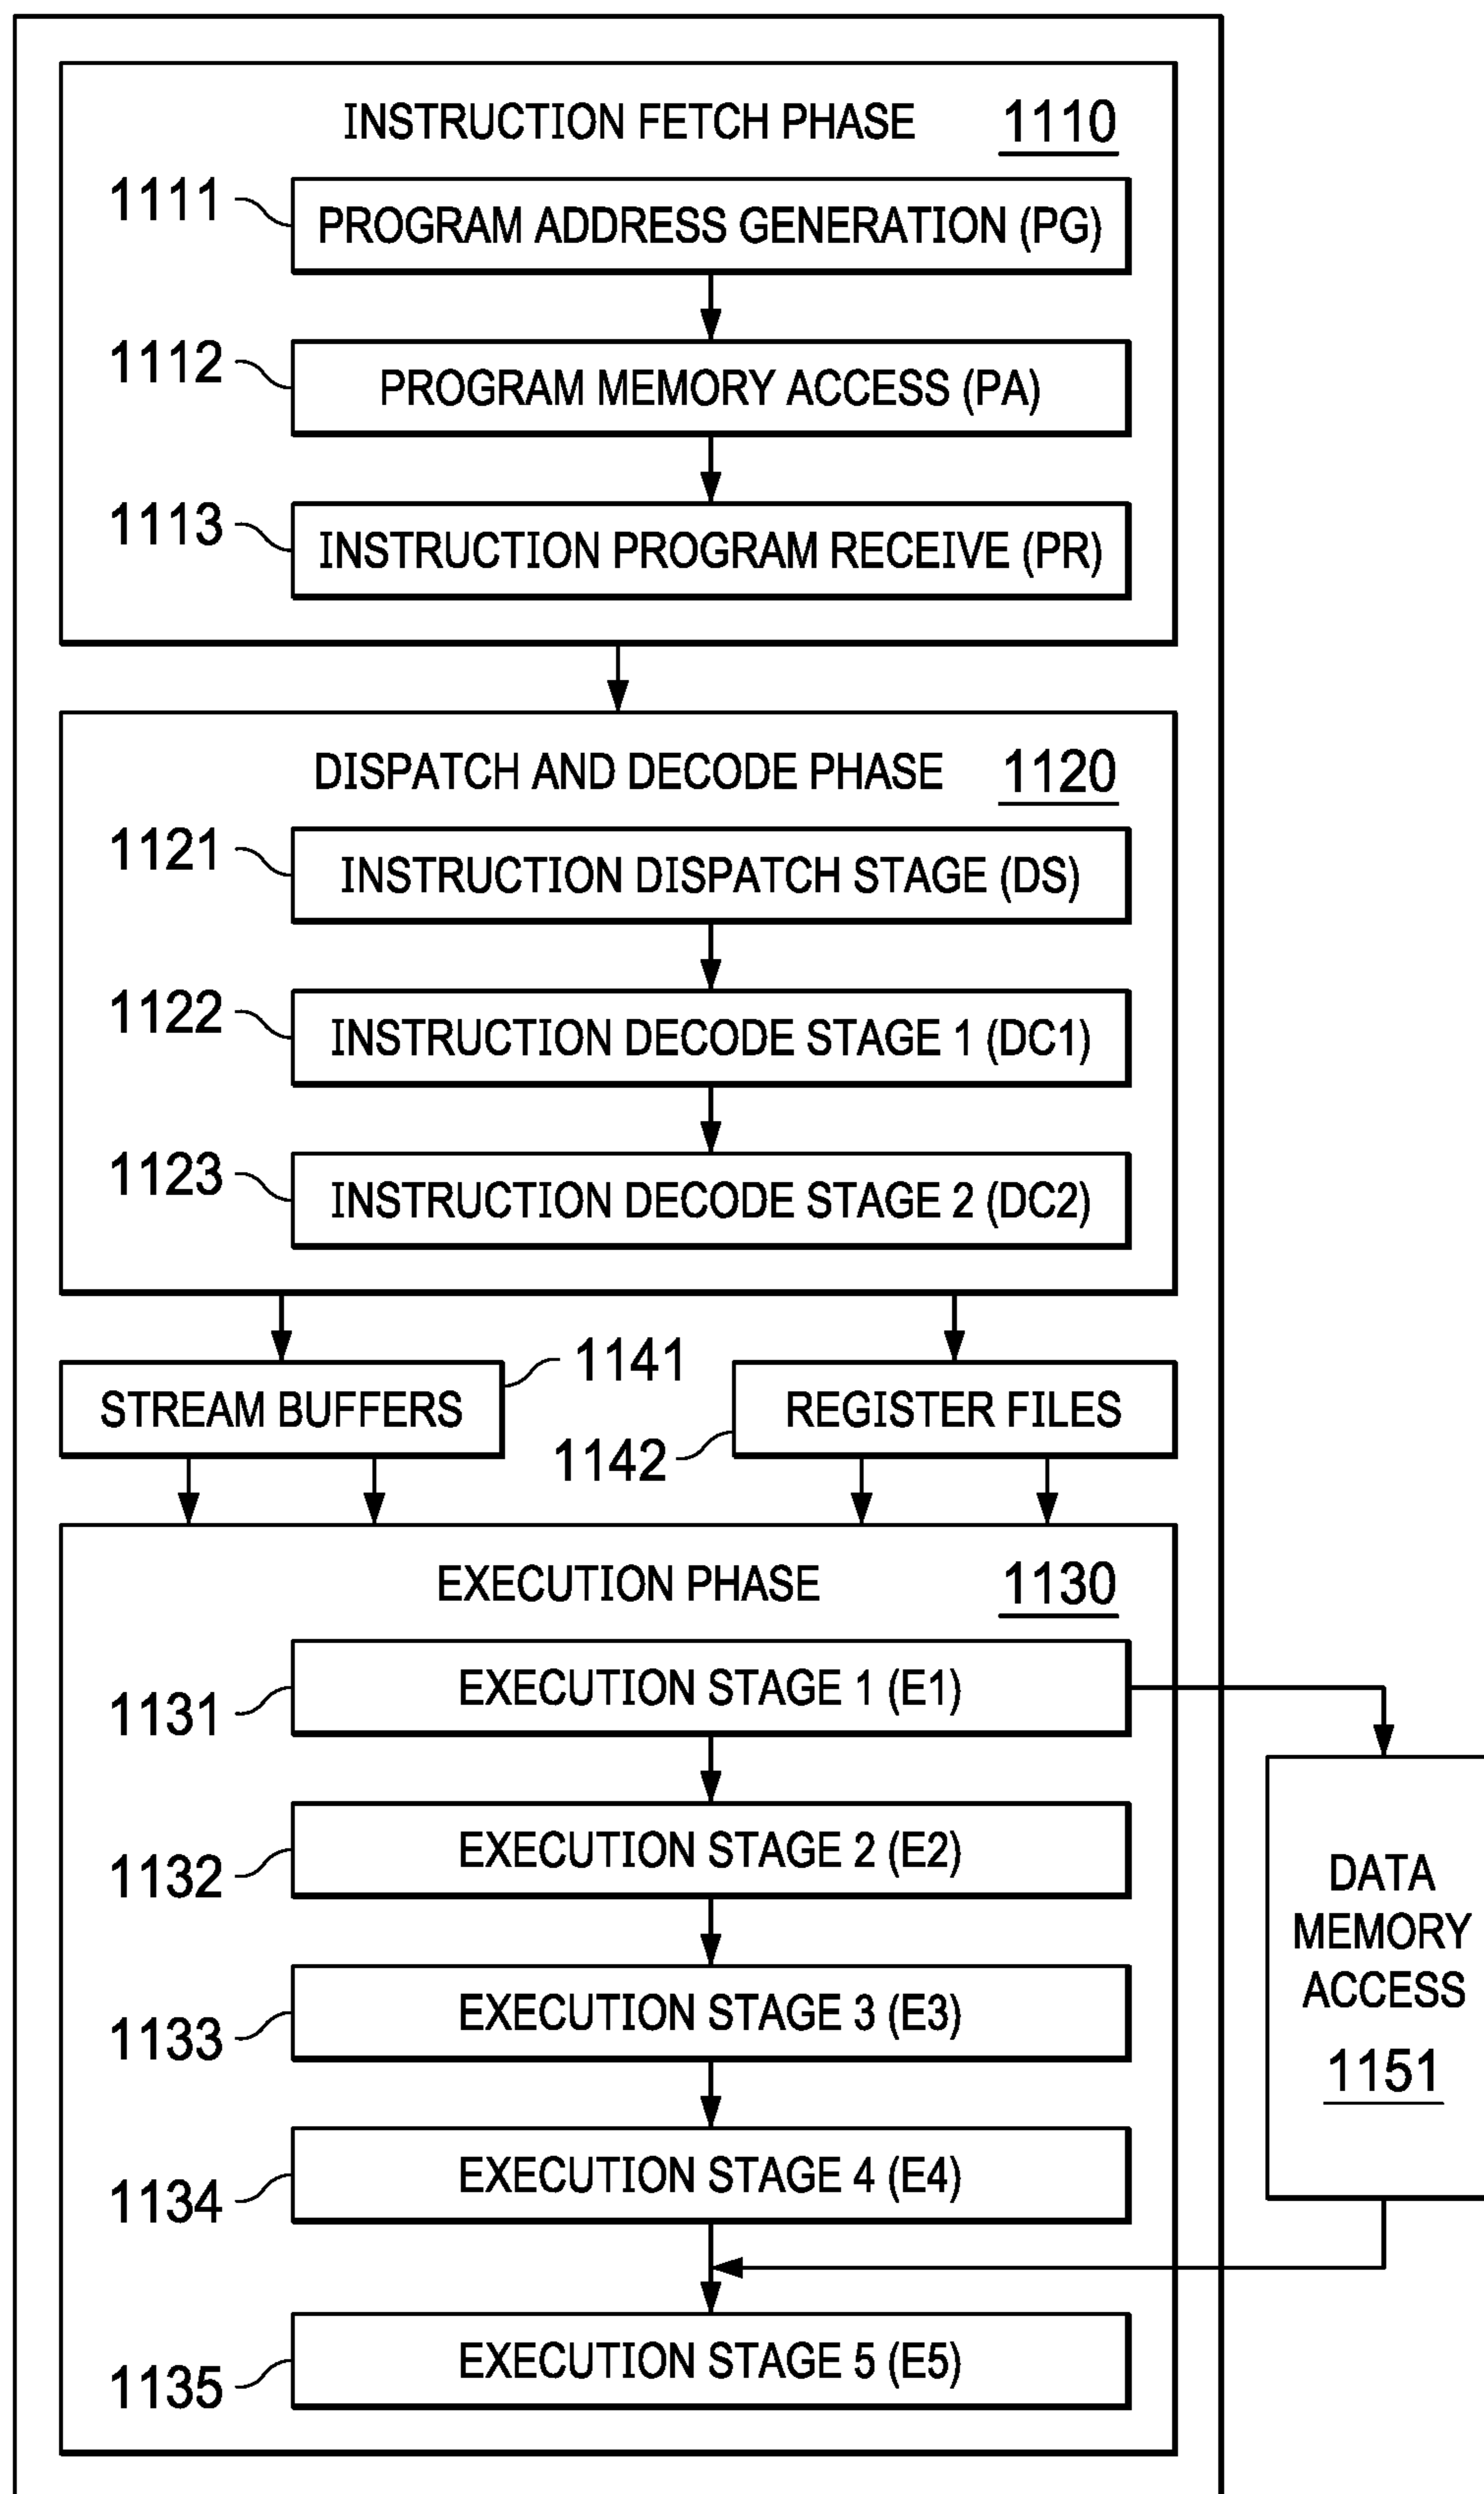 INSTRUCTION FETCH PHASE 1110
1111 PROGRAM ADDRESS GENERATION (PG)
1112 PROGRAM MEMORY ACCESS (PA)
1113 INSTRUCTION PROGRAM RECEIVE (PR)
DISPATCH AND DECODE PHASE 1120
1121 INSTRUCTION DISPATCH STAGE (DS)
1122 INSTRUCTION DECODE STAGE 1 (DC1)
1123 INSTRUCTION DECODE STAGE 2 (DC2)
STREAM BUFFERS 1141
1142 REGISTER FILES
EXECUTION PHASE 1130
1131 EXECUTION STAGE 1 (E1)
1132 EXECUTION STAGE 2 (E2)
1133 EXECUTION STAGE 3 (E3)
1134 EXECUTION STAGE 4 (E4)
1135 EXECUTION STAGE 5 (E5)
DATA
MEMORY
ACCESS
1151